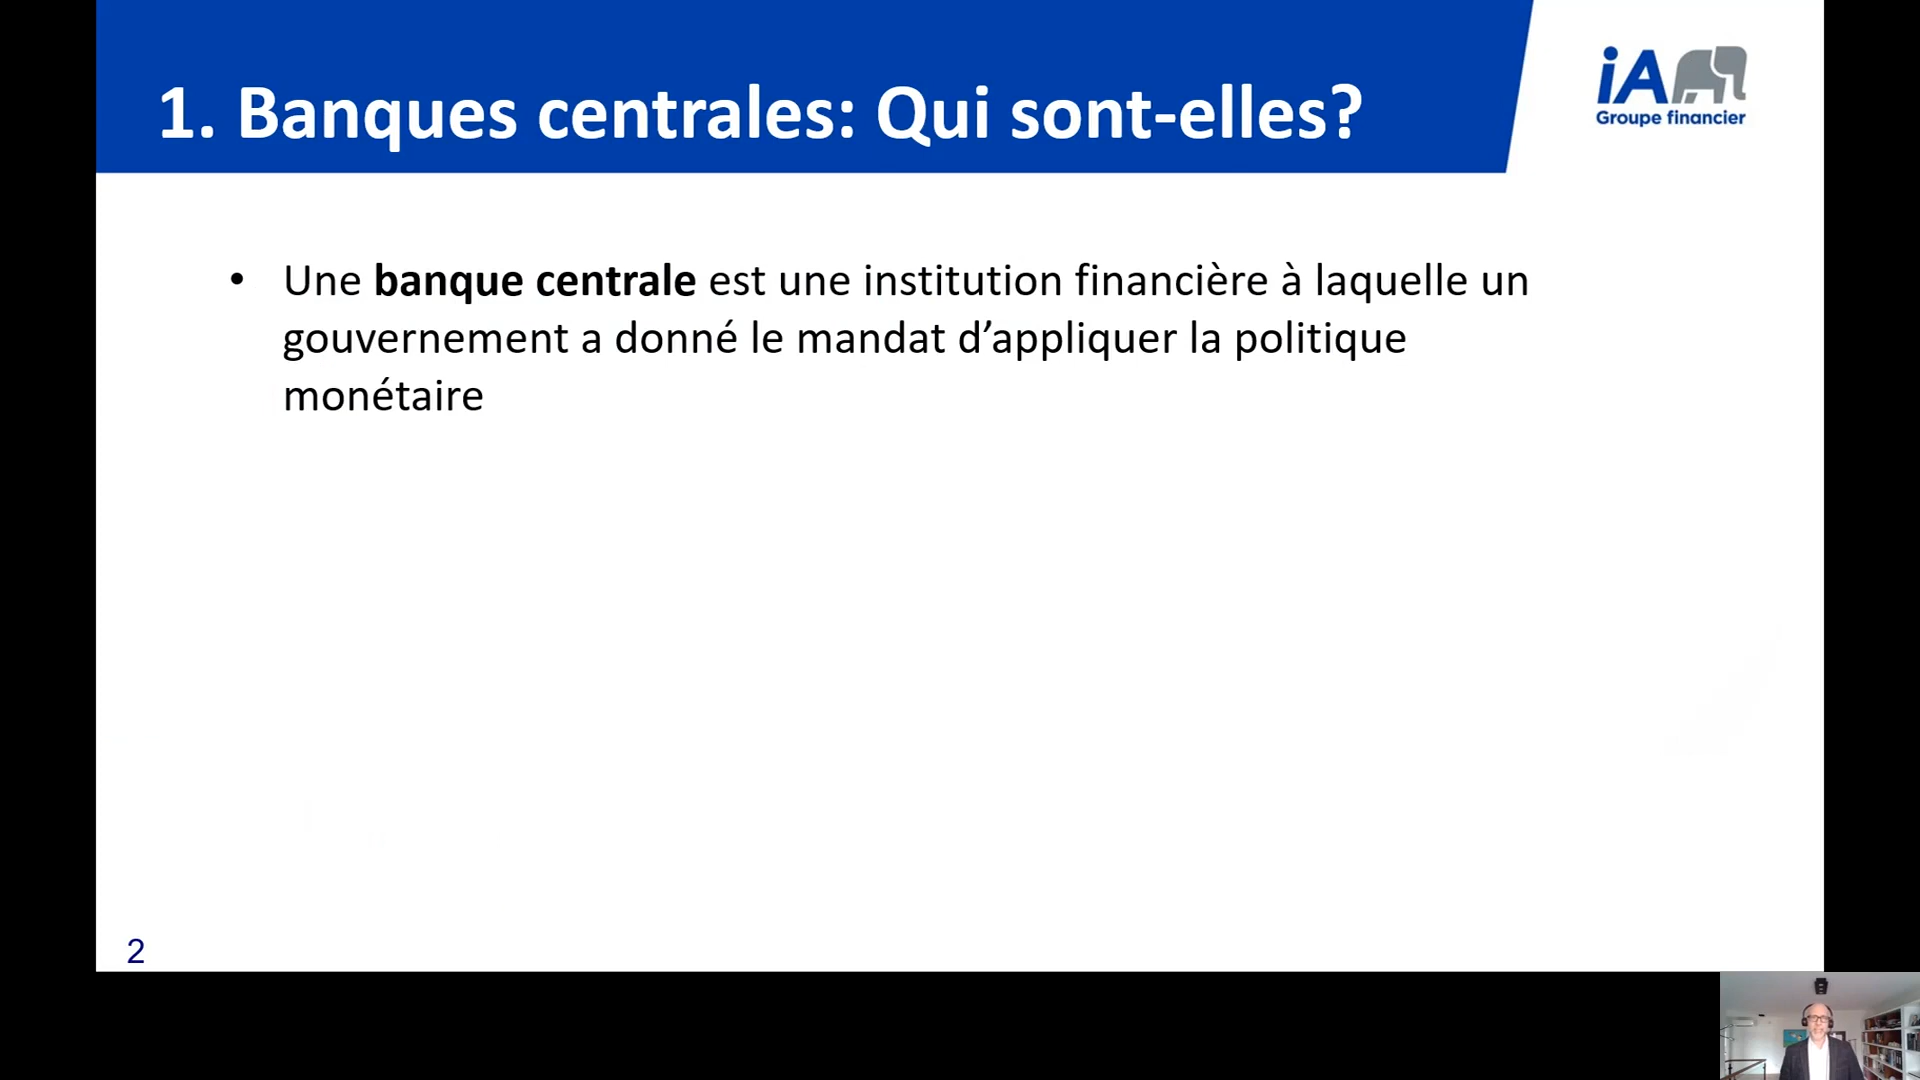 1. Banques centrales: Qui sont-elles?
iA
Groupe financier
• Une banque centrale est une institution financière à laquelle un
gouvernement a donné le mandat d’appliquer la politique
monétaire
2